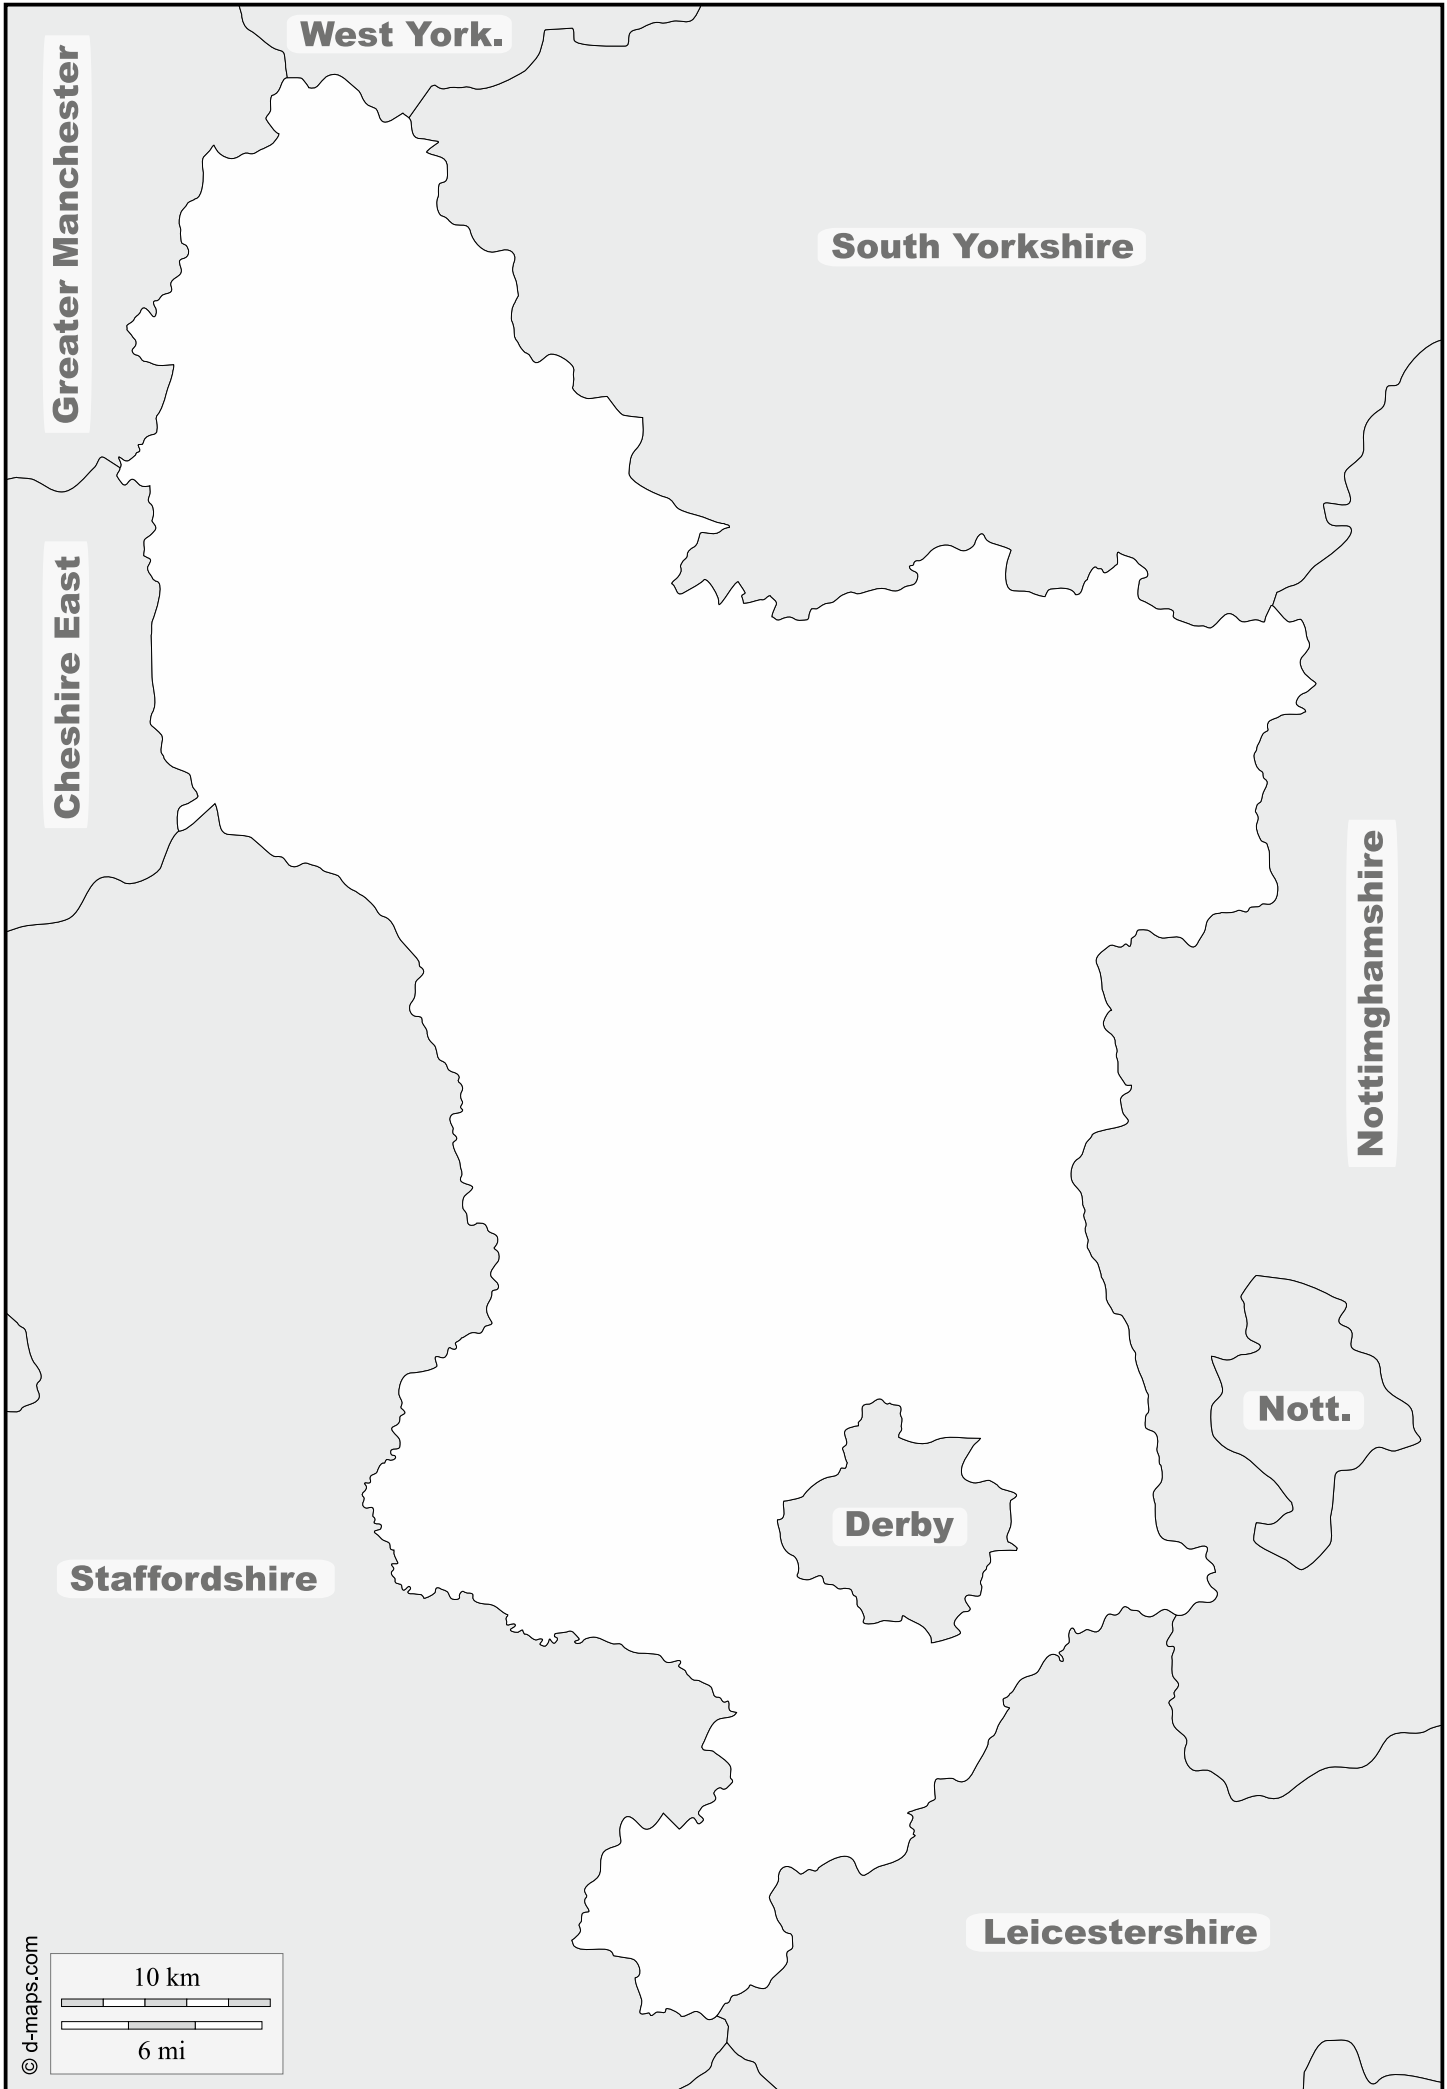 West York.
Greater Manchester
South Yorkshire
Cheshire East
Nottimghamshire
Nott.
Derby
Staffordshire
Leicestershire
10 km
6 mi
© d-maps.com